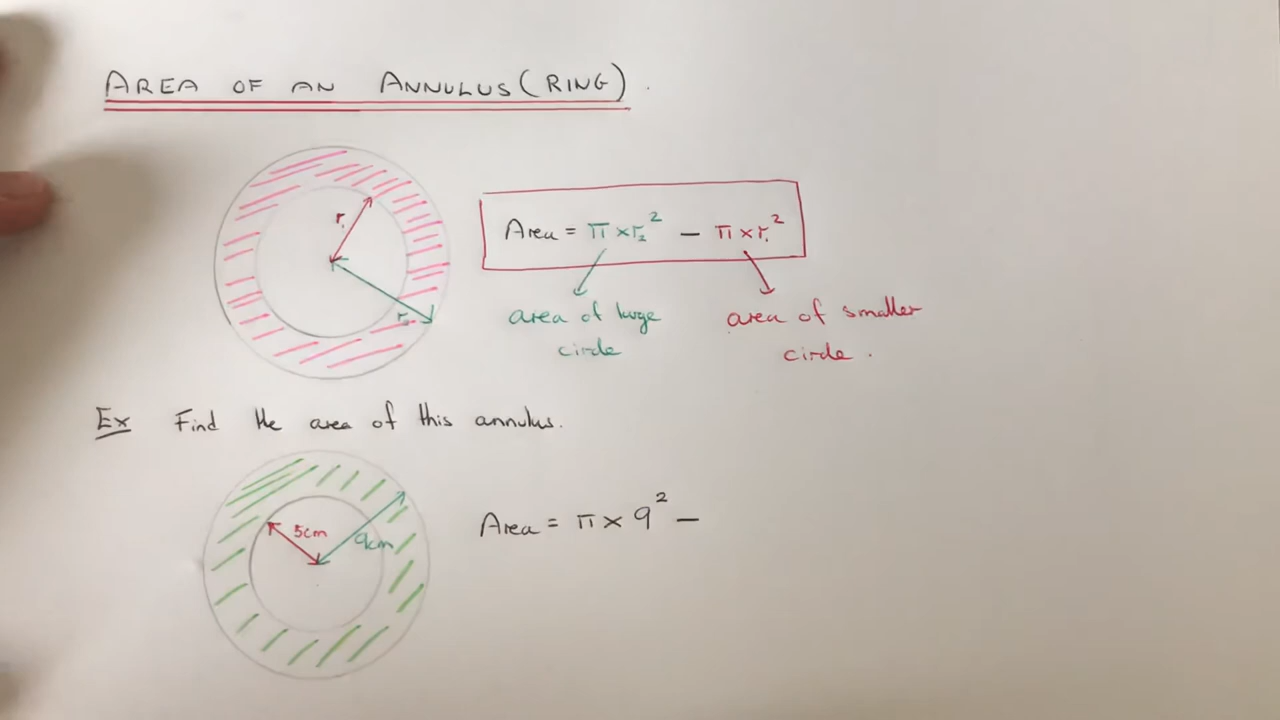 AREA OF AN ANNULUS (RING).
r₁
r₂
Area = π × r₂² − π × r₁²
area of large circle
area of smaller circle.
Ex Find the area of this annulus.
5cm
9cm
Area = π × 9² −